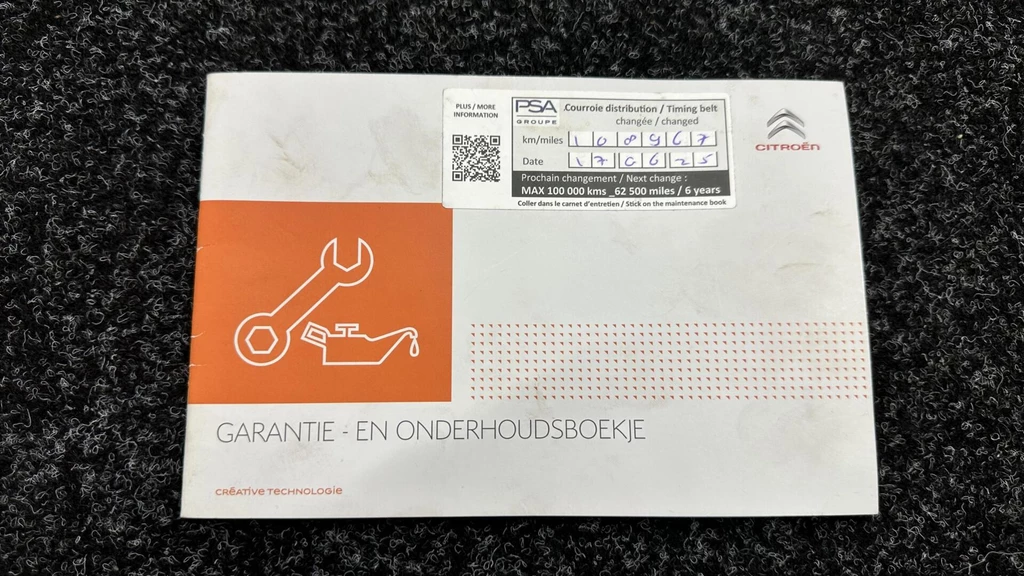 PLUS / MORE
INFORMATION
PSA
GROUPE
Courroie distribution / Timing belt
changée / changed
km/miles 108967
Date 170625
Prochain changement / Next change :
MAX 100 000 kms _62 500 miles / 6 years
Coller dans le carnet d'entretien / Stick on the maintenance book
CITROËN
GARANTIE - EN ONDERHOUDSBOEKJE
CRÉATIVE TECHNOLOGIE